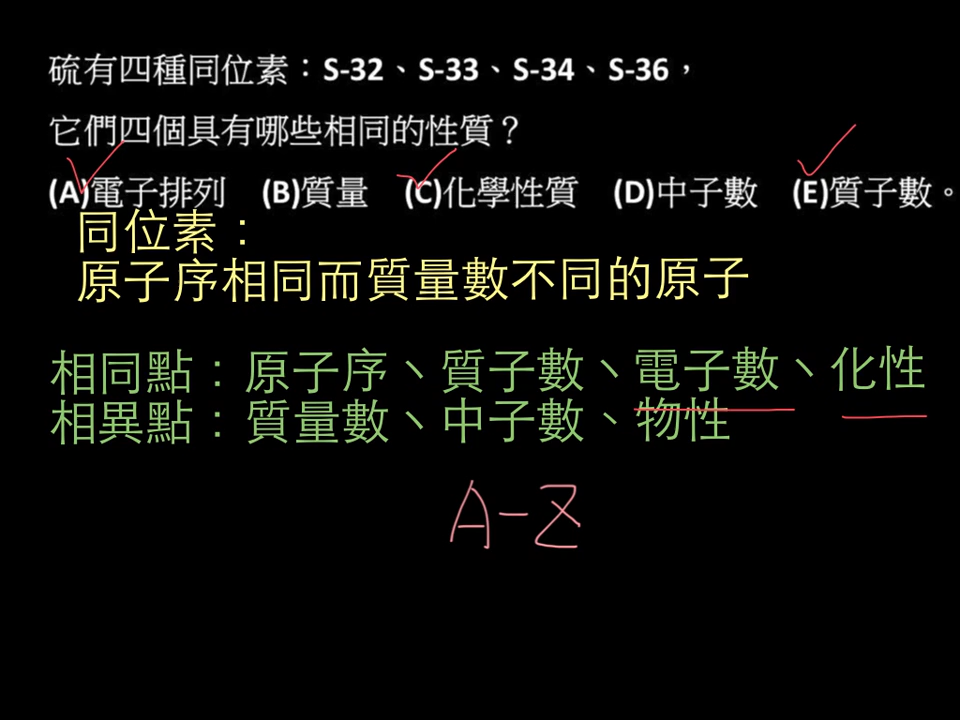 硫有四種同位素：S-32、S-33、S-34、S-36，
它們四個具有哪些相同的性質？
(A)電子排列 (B)質量 (C)化學性質 (D)中子數 (E)質子數。
同位素：
原子序相同而質量數不同的原子
相同點：原子序、質子數、電子數、化性
相異點：質量數、中子數、物性
A-Z